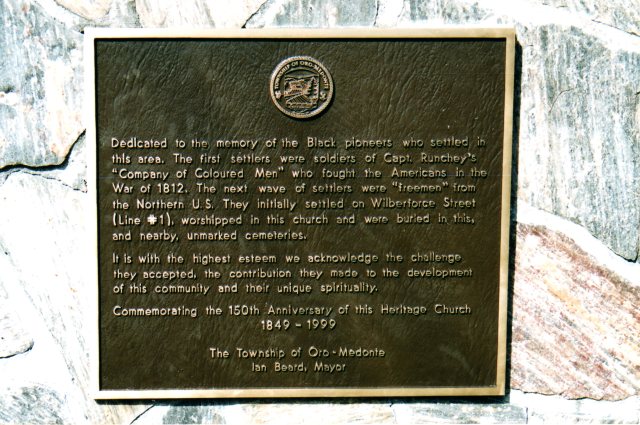 TOWNSHIP OF ORO-MEDONTE
Dedicated to the memory of the Black pioneers who settled in
this area. The first settlers were soldiers of Capt. Runchey's
"Company of Coloured Men" who fought the Americans in the
War of 1812. The next wave of settlers were "freemen" from
the Northern U.S. They initially settled on Wilberforce Street
(Line #1), worshipped in this church and were buried in this,
and nearby, unmarked cemeteries.
It is with the highest esteem we acknowledge the challenge
they accepted, the contribution they made to the development
of this community and their unique spirituality.
Commemorating the 150th Anniversary of this Heritage Church
1849 - 1999
The Township of Oro-Medonte
Ian Beard, Mayor